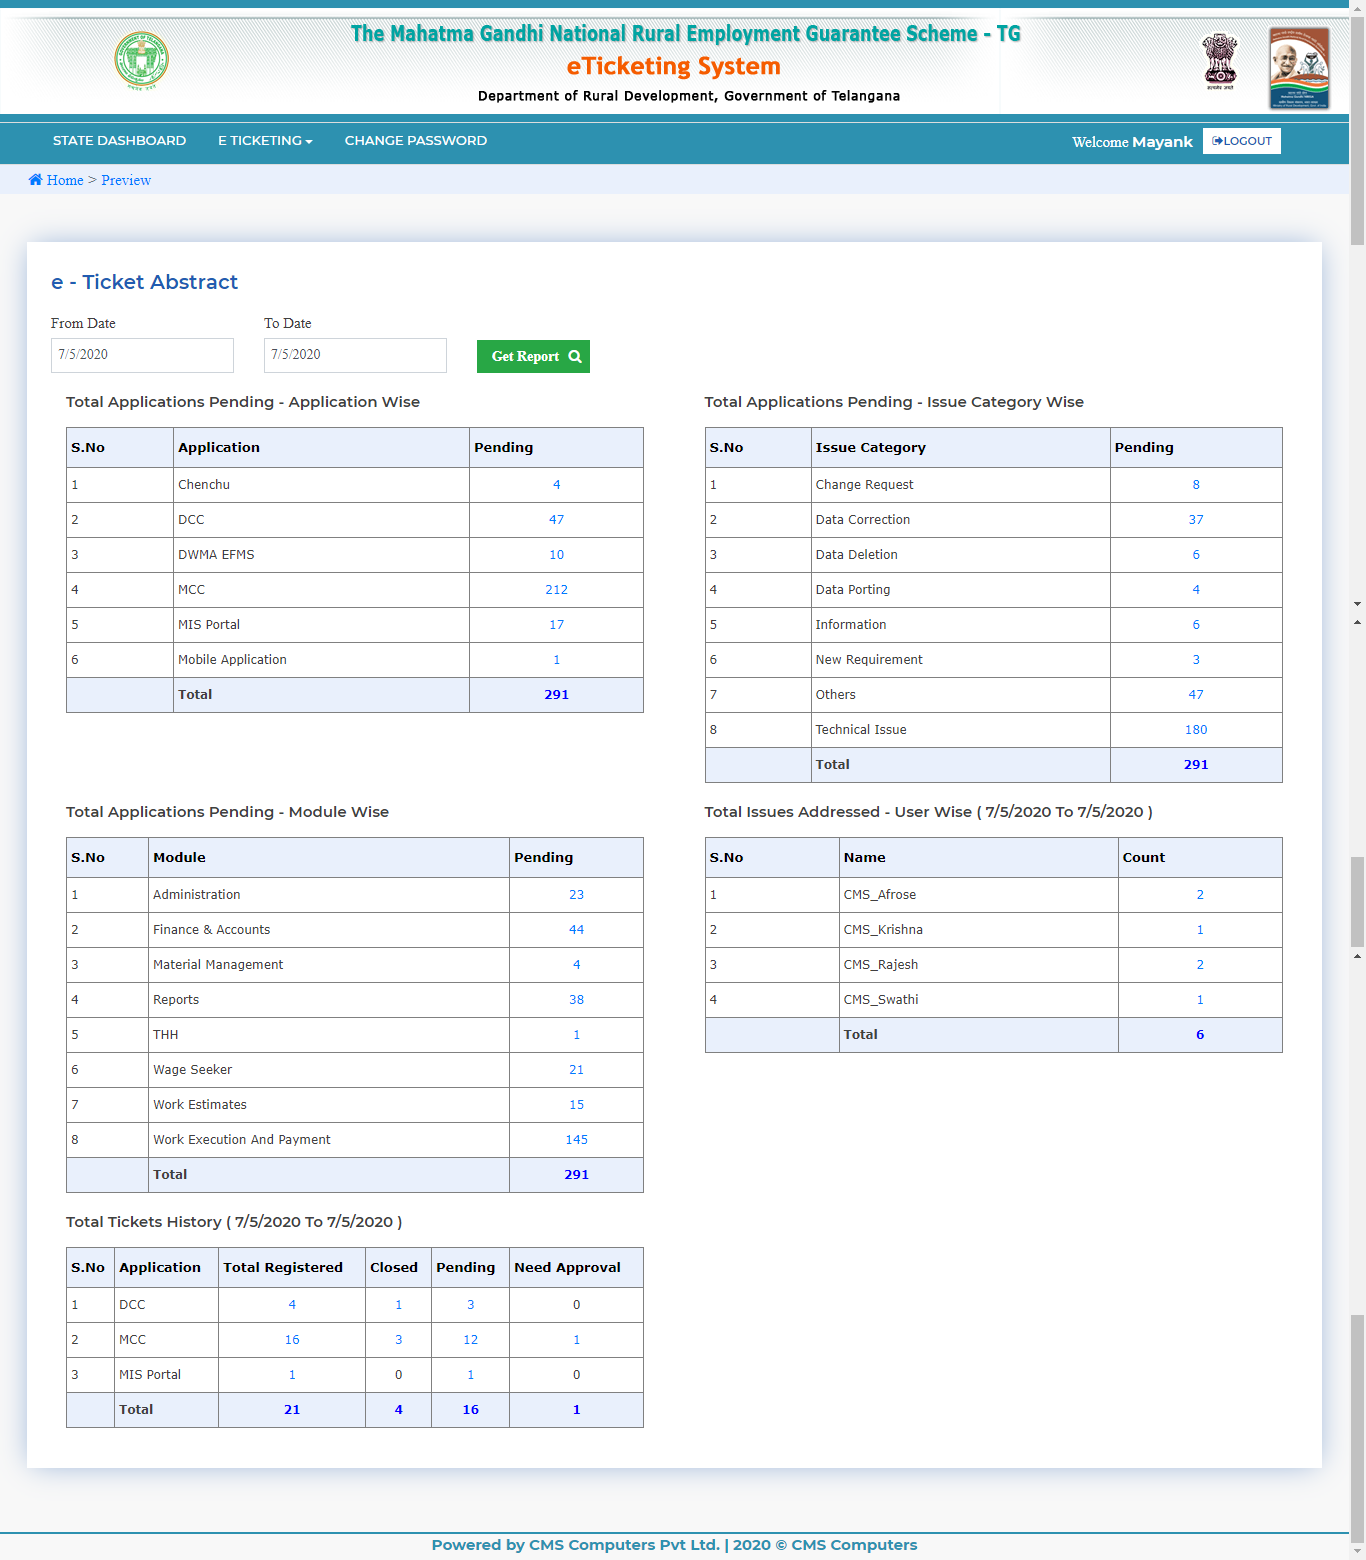 The Mahatma Gandhi National Rural Employment Guarantee Scheme - TG
eTicketing System
Department of Rural Development, Government of Telangana
STATE DASHBOARD E TICKETING CHANGE PASSWORD Welcome Mayank LOGOUT
Home > Preview
e - Ticket Abstract
From Date To Date
7/5/2020 7/5/2020 Get Report
Total Applications Pending - Application Wise
S.No Application Pending
1 Chenchu 4
2 DCC 47
3 DWMA EFMS 10
4 MCC 212
5 MIS Portal 17
6 Mobile Application 1
Total 291
Total Applications Pending - Issue Category Wise
S.No Issue Category Pending
1 Change Request 8
2 Data Correction 37
3 Data Deletion 6
4 Data Porting 4
5 Information 6
6 New Requirement 3
7 Others 47
8 Technical Issue 180
Total 291
Total Applications Pending - Module Wise
S.No Module Pending
1 Administration 23
2 Finance & Accounts 44
3 Material Management 4
4 Reports 38
5 THH 1
6 Wage Seeker 21
7 Work Estimates 15
8 Work Execution And Payment 145
Total 291
Total Issues Addressed - User Wise ( 7/5/2020 To 7/5/2020 )
S.No Name Count
1 CMS_Afrose 2
2 CMS_Krishna 1
3 CMS_Rajesh 2
4 CMS_Swathi 1
Total 6
Total Tickets History ( 7/5/2020 To 7/5/2020 )
S.No Application Total Registered Closed Pending Need Approval
1 DCC 4 1 3 0
2 MCC 16 3 12 1
3 MIS Portal 1 0 1 0
Total 21 4 16 1
Powered by CMS Computers Pvt Ltd. | 2020 © CMS Computers